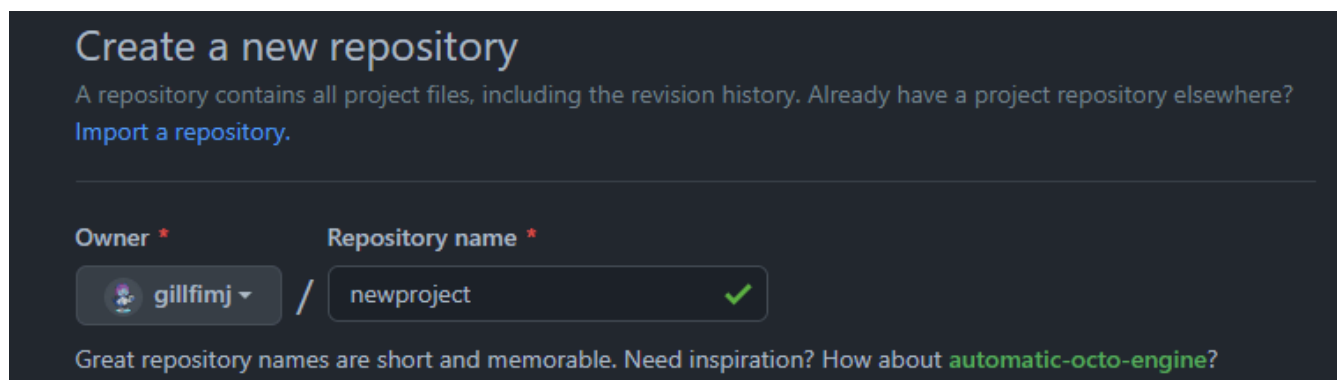 Create a new repository
A repository contains all project files, including the revision history. Already have a project repository elsewhere?
Import a repository.
Owner * Repository name *
gillfimj / newproject
Great repository names are short and memorable. Need inspiration? How about automatic-octo-engine?